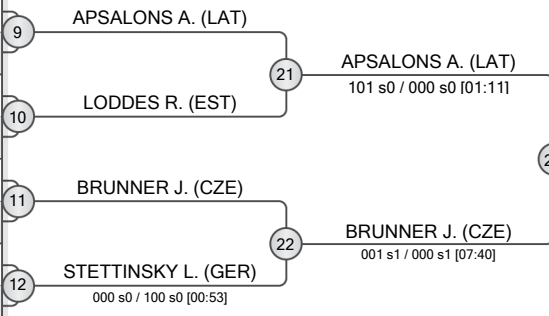 APSALONS A. (LAT)
9
21
APSALONS A. (LAT)
101 s0 / 000 s0 [01:11]
LODDES R. (EST)
10
BRUNNER J. (CZE)
11
22
BRUNNER J. (CZE)
001 s1 / 000 s1 [07:40]
STETTINSKY L. (GER)
12
000 s0 / 100 s0 [00:53]